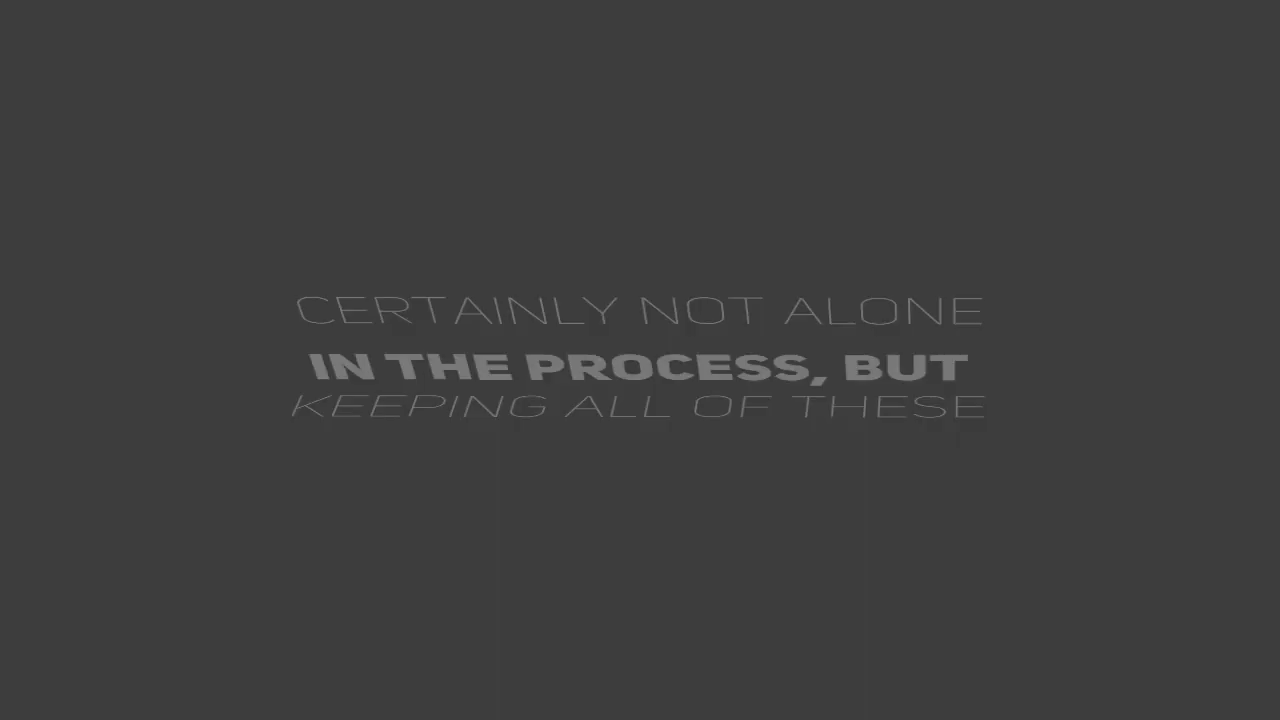 CERTAINLY NOT ALONE
IN THE PROCESS, BUT
KEEPING ALL OF THESE